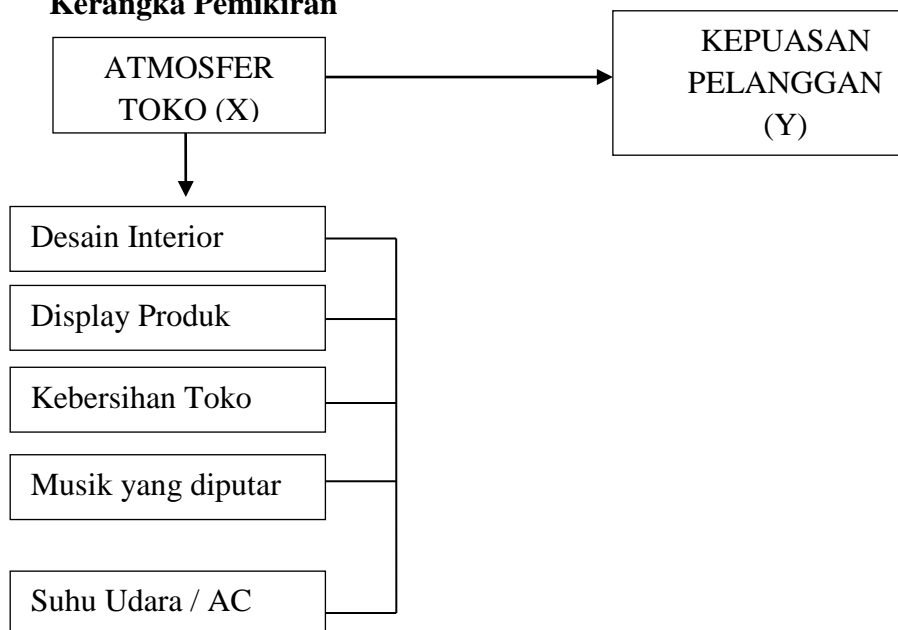 Kerangka Pemikiran
ATMOSFER
TOKO (X)
KEPUASAN
PELANGGAN
(Y)
Desain Interior
Display Produk
Kebersihan Toko
Musik yang diputar
Suhu Udara / AC